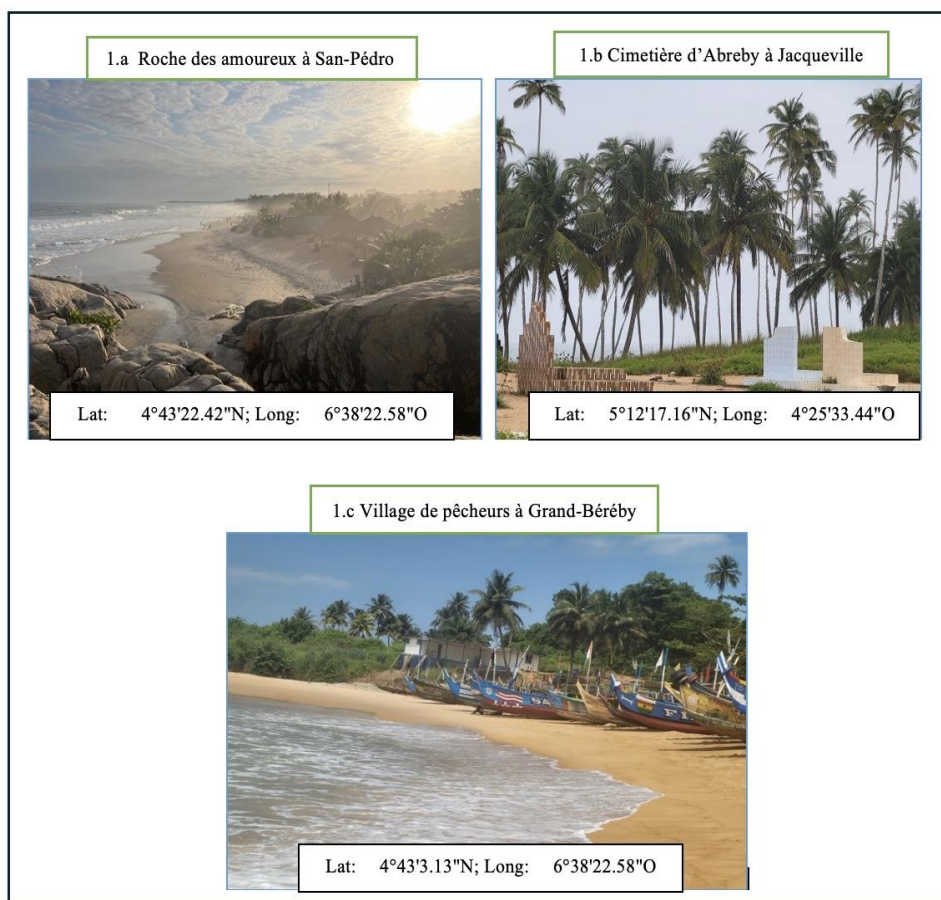 1.a Roche des amoureux à San-Pédro
1.b Cimetière d'Abreby à Jacqueville
Lat: 4°43'22.42"N; Long: 6°38'22.58"O
Lat: 5°12'17.16"N; Long: 4°25'33.44"O
1.c Village de pêcheurs à Grand-Béréby
SA
F I
Lat: 4°43'3.13"N; Long: 6°38'22.58"O